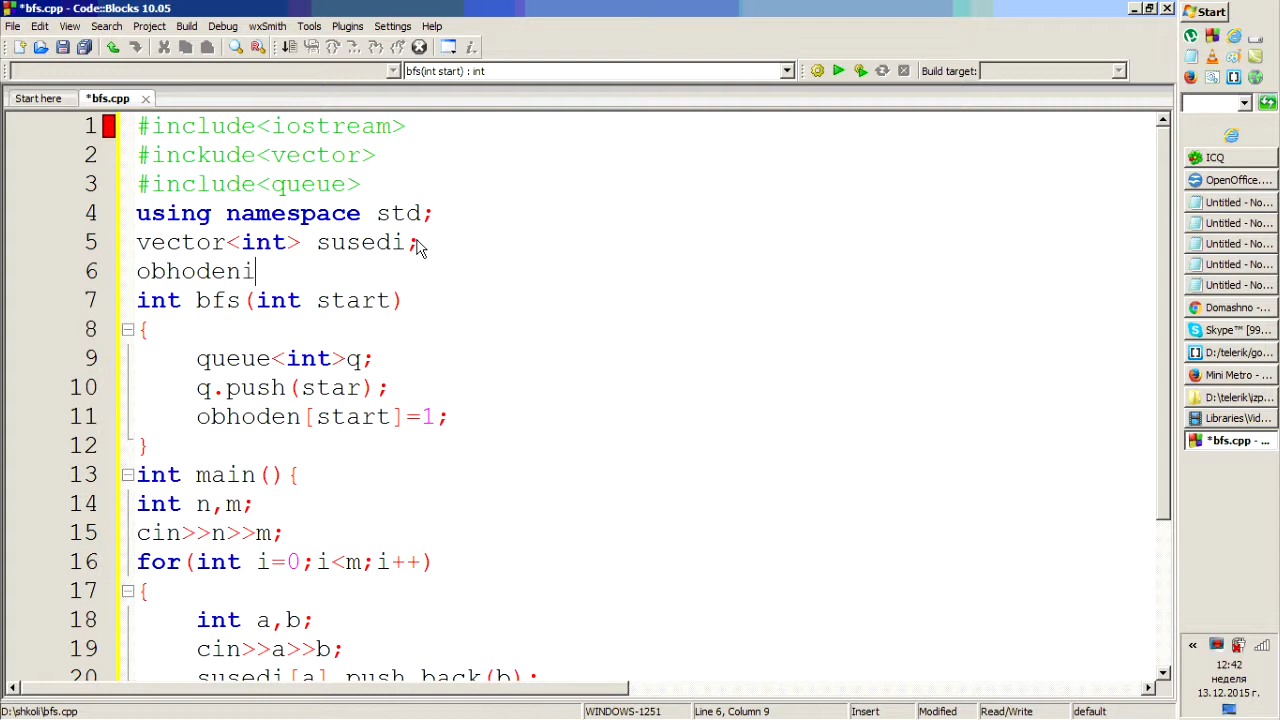 *bfs.cpp - Code::Blocks 10.05
Start
File Edit View Search Project Build Debug wxSmith Tools Plugins Settings Help
bfs(int start) : int
Build target:
Start here
*bfs.cpp
1 #include<iostream>
2 #inckude<vector>
3 #include<queue>
4 using namespace std;
5 vector<int> susedi;
6 obhodeni
7 int bfs(int start)
8 {
9 queue<int>q;
10 q.push(star);
11 obhoden[start]=1;
12 }
13 int main(){
14 int n,m;
15 cin>>n>>m;
16 for(int i=0;i<m;i++)
17 {
18 int a,b;
19 cin>>a>>b;
20 susedi[a].push_back(b);
ICQ
OpenOffice....
Untitled - No...
Untitled - No...
Untitled - No...
Untitled - No...
Untitled - No...
Domashno -...
Skype™ [99...
D:/telerik/go...
Mini Metro - ...
D:\telerik\izp...
Libraries\Vid...
*bfs.cpp - ...
12:42
неделя
13.12.2015 г.
D:\shkoli\bfs.cpp
WINDOWS-1251
Line 6, Column 9
Insert
Modified
Read/Write
default